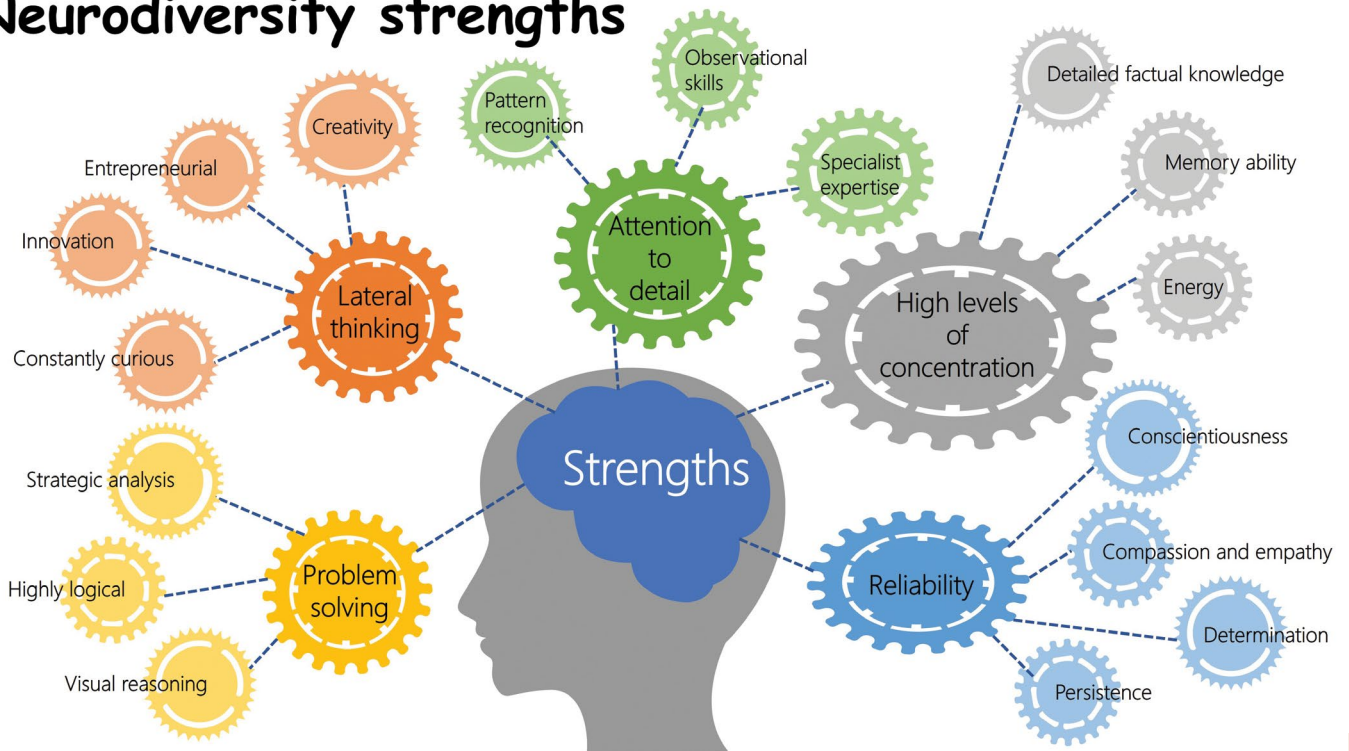 Neurodiversity strengths
Creativity
Entrepreneurial
Innovation
Constantly curious
Lateral
thinking
Pattern
recognition
Observational
skills
Specialist
expertise
Attention
to
detail
Detailed factual knowledge
Memory ability
Energy
High levels
of
concentration
Strengths
Strategic analysis
Highly logical
Visual reasoning
Problem
solving
Conscientiousness
Compassion and empathy
Determination
Persistence
Reliability